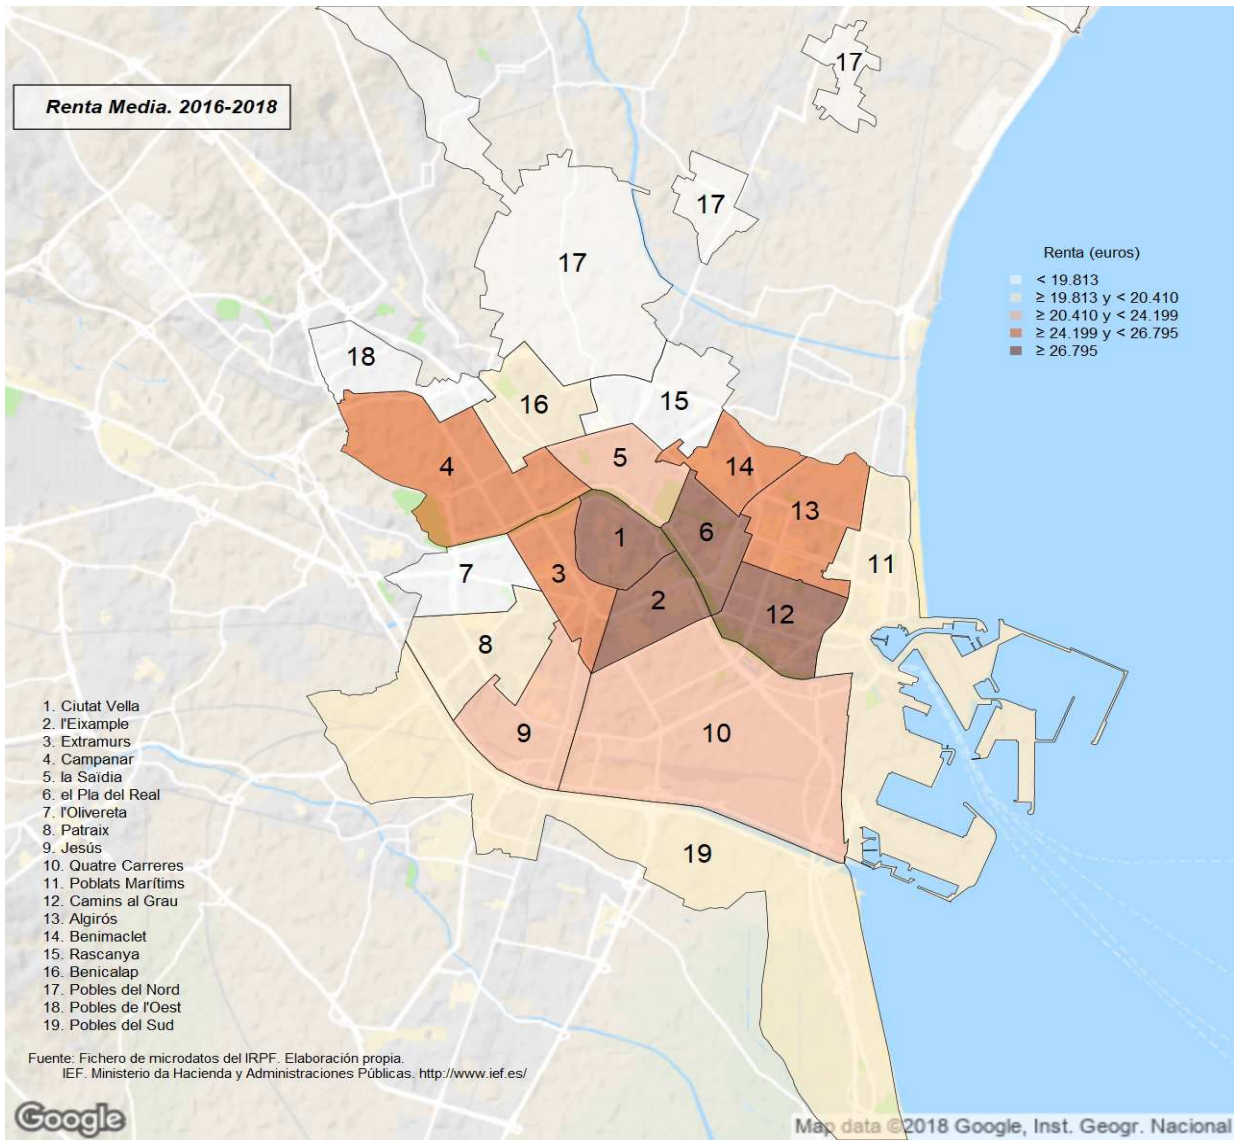 Renta Media. 2016-2018
17
17
17
Renta (euros)
< 19.813
≥ 19.813 y < 20.410
≥ 20.410 y < 24.199
≥ 24.199 y < 26.795
≥ 26.795
18
16
15
4
5
14
13
1
6
11
7
3
2
12
8
9
10
19
1. Ciutat Vella
2. l'Eixample
3. Extramurs
4. Campanar
5. la Saïdia
6. el Pla del Real
7. l'Olivereta
8. Patraix
9. Jesús
10. Quatre Carreres
11. Poblats Marítims
12. Camins al Grau
13. Algirós
14. Benimaclet
15. Rascanya
16. Benicalap
17. Pobles del Nord
18. Pobles de l'Oest
19. Pobles del Sud
Fuente: Fichero de microdatos del IRPF. Elaboración propia.
IEF. Ministerio da Hacienda y Administraciones Públicas. http://www.ief.es/
Google
Map data ©2018 Google, Inst. Geogr. Nacional